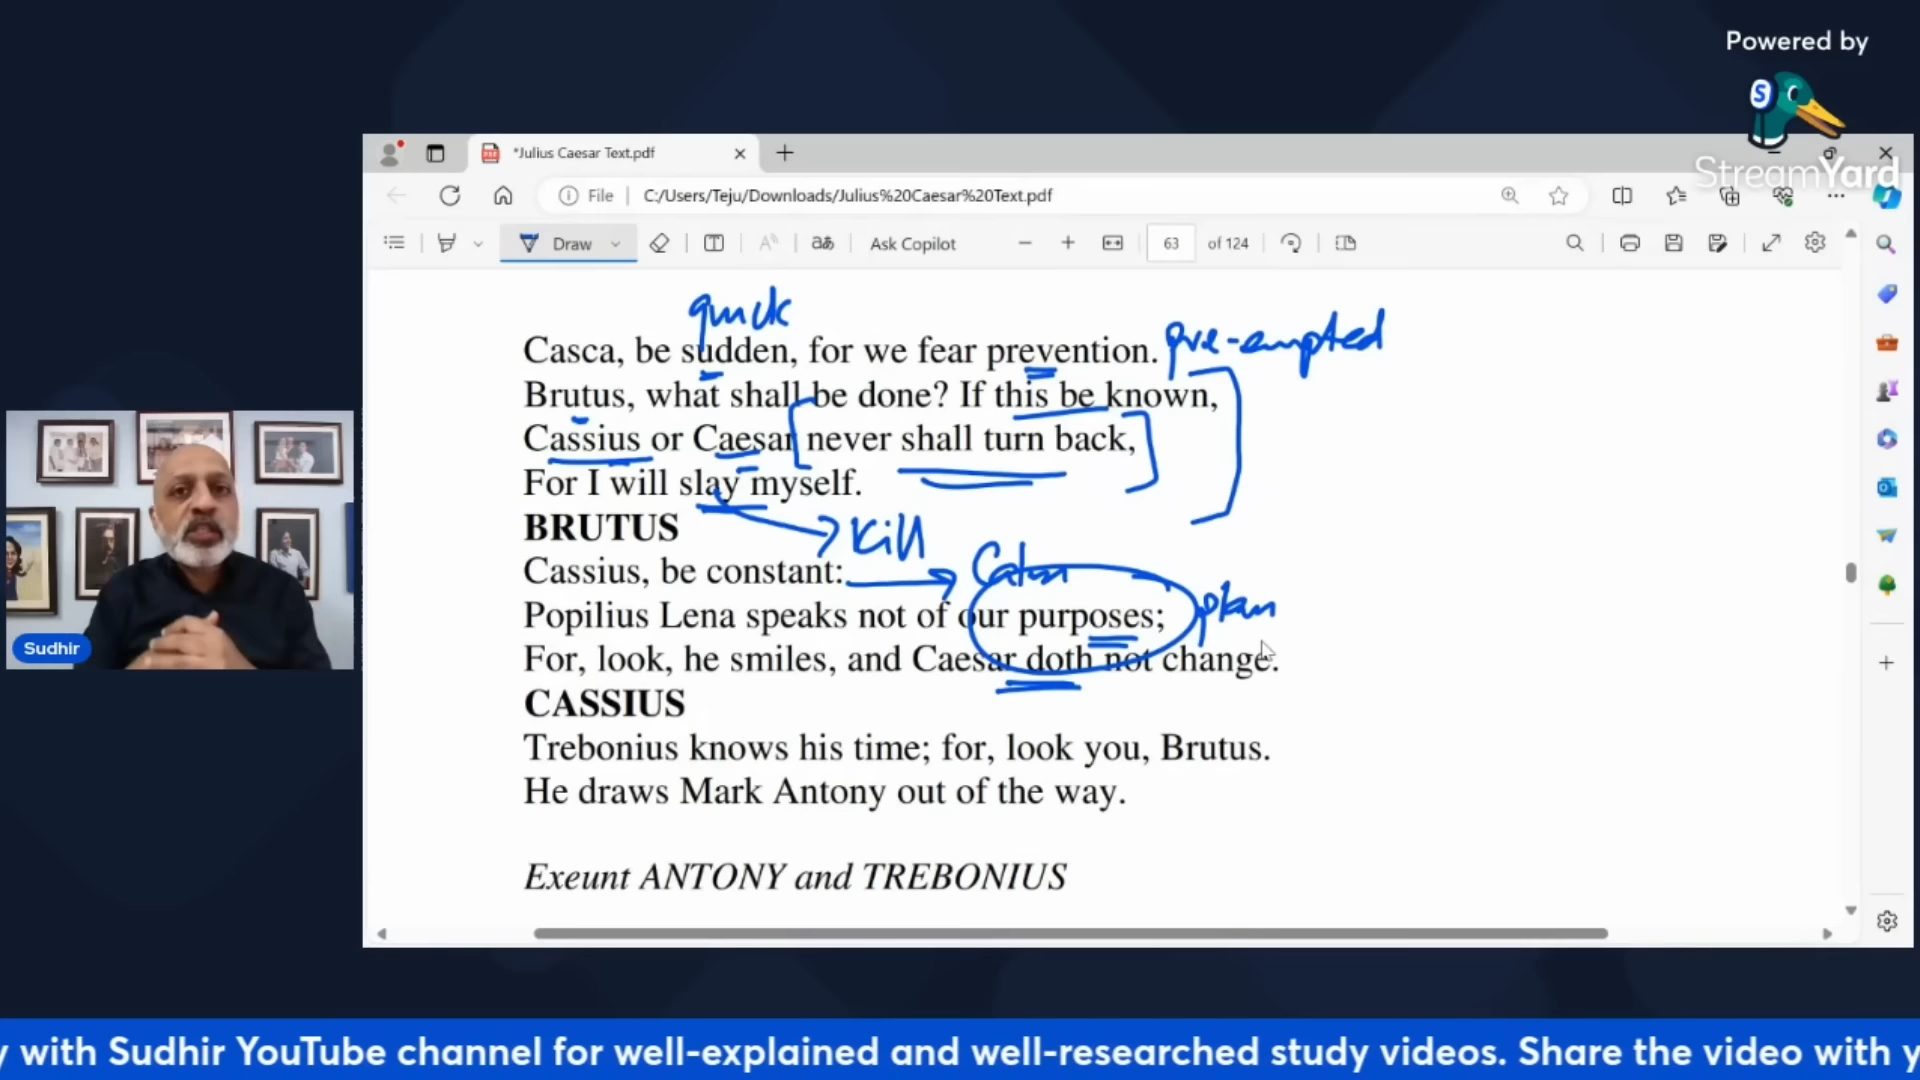 Powered by
S
StreamYard
*Julius Caesar Text.pdf
File
C:/Users/Teju/Downloads/Julius%20Caesar%20Text.pdf
Draw
aあ
Ask Copilot
63
of 124
quick
Casca, be sudden, for we fear prevention.
pre-empted
Brutus, what shall be done? If this be known,
Cassius or Caesar never shall turn back,
For I will slay myself.
BRUTUS
Kill
Cassius, be constant:
Calm
Popilius Lena speaks not of our purposes;
plan
For, look, he smiles, and Caesar doth not change.
CASSIUS
Trebonius knows his time; for, look you, Brutus.
He draws Mark Antony out of the way.
Exeunt ANTONY and TREBONIUS
Sudhir
y with Sudhir YouTube channel for well-explained and well-researched study videos. Share the video with y